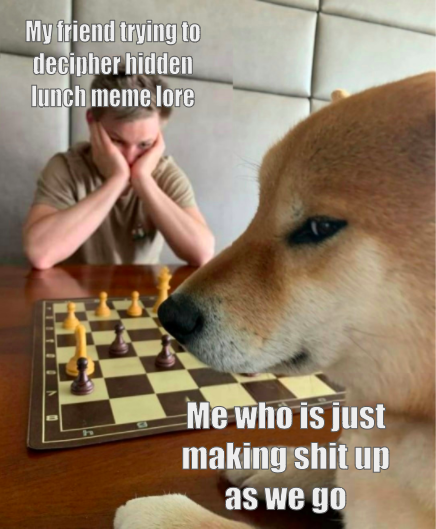 My friend trying to
decipher hidden
lunch meme lore
Me who is just
making shit up
as we go